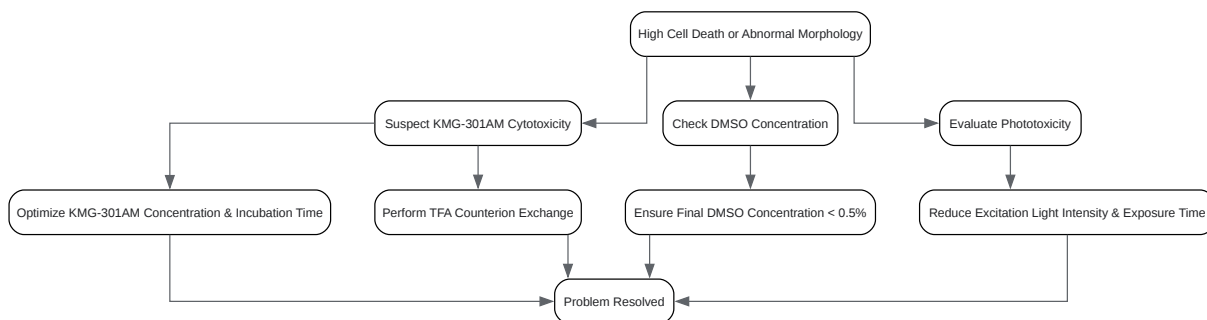 High Cell Death or Abnormal Morphology
Suspect KMG-301AM Cytotoxicity
Check DMSO Concentration
Evaluate Phototoxicity
Optimize KMG-301AM Concentration & Incubation Time
Perform TFA Counterion Exchange
Ensure Final DMSO Concentration < 0.5%
Reduce Excitation Light Intensity & Exposure Time
Problem Resolved